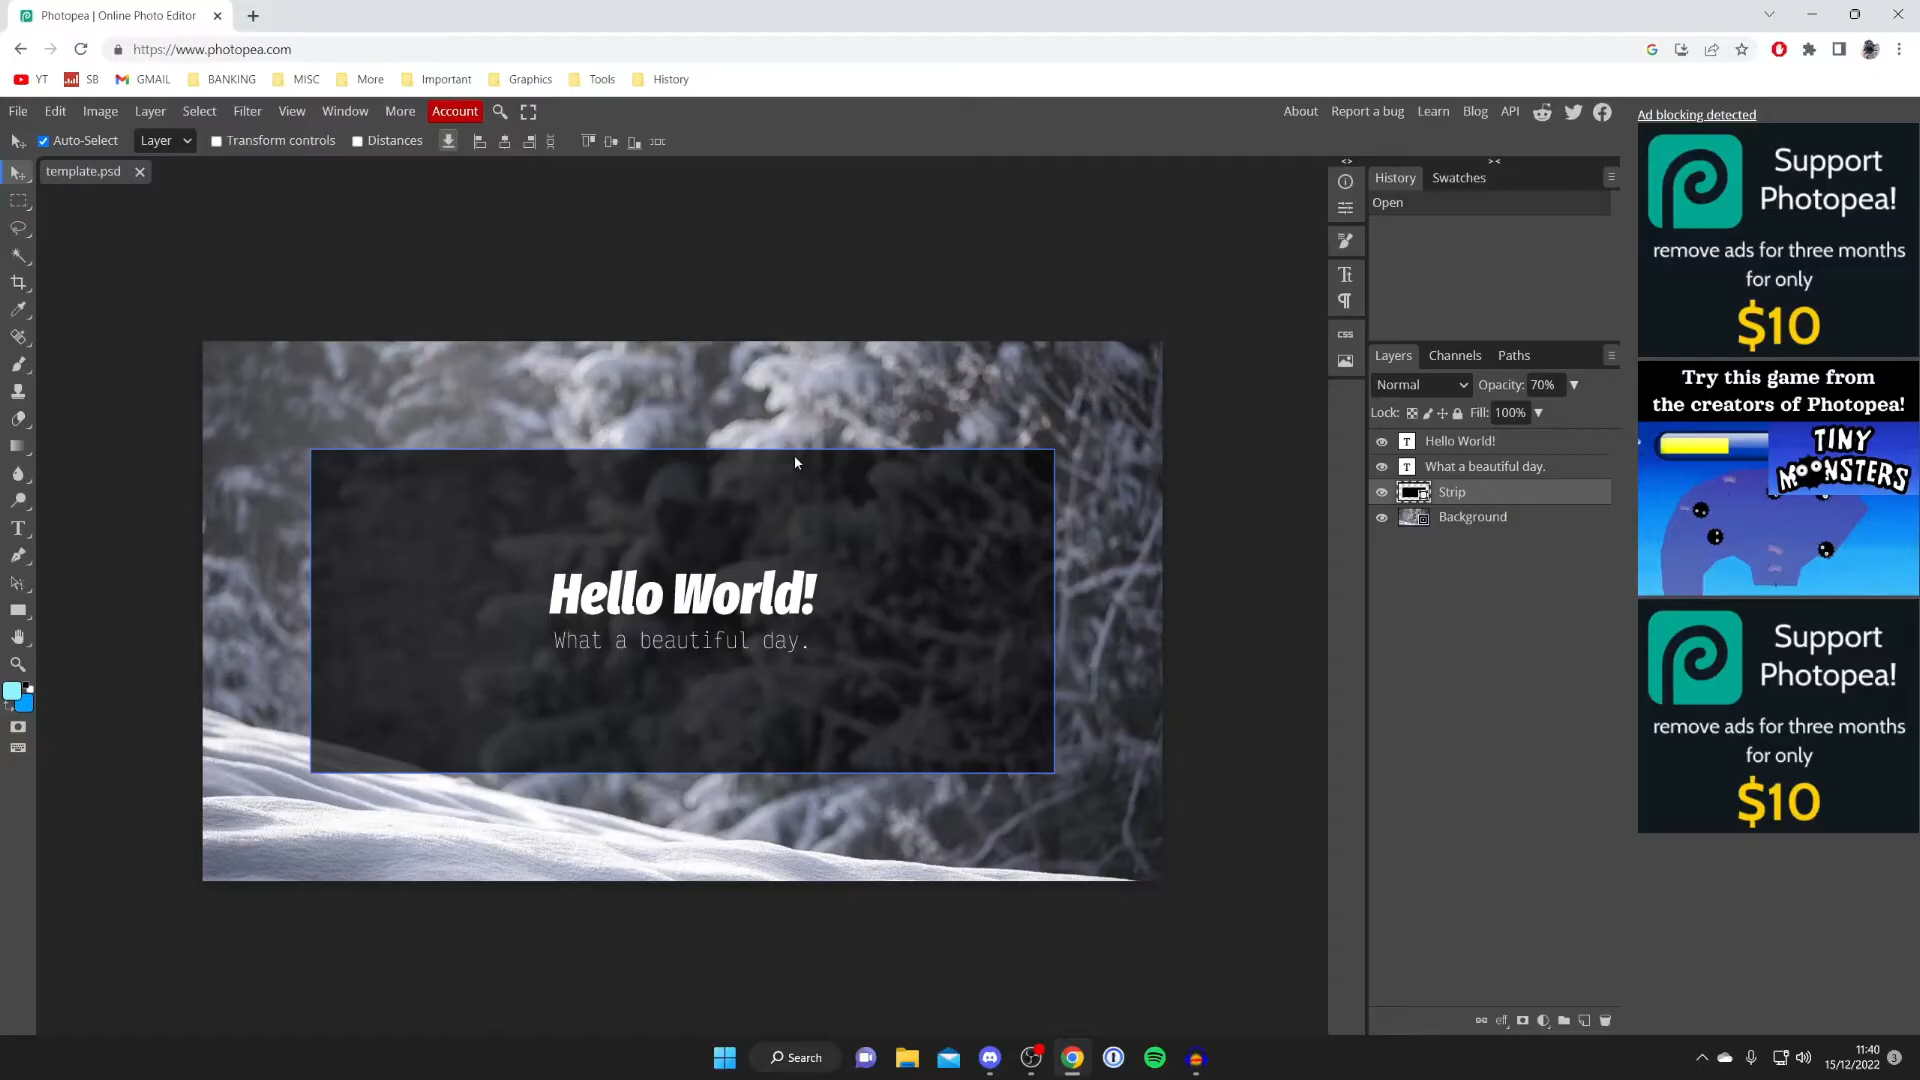 Photopea | Online Photo Editor
https://www.photopea.com
YT SB GMAIL BANKING MISC More Important Graphics Tools History
File Edit Image Layer Select Filter View Window More Account
About Report a bug Learn Blog API
Auto-Select Layer Transform controls Distances
template.psd
History Swatches
Open
Layers Channels Paths
Normal Opacity: 70%
Lock: Fill: 100%
T Hello World!
T What a beautiful day.
Strip
Background
CSS
eff
Hello World!
What a beautiful day.
Ad blocking detected
Support
Photopea!
remove ads for three months
for only
$10
Try this game from
the creators of Photopea!
TINY
MOONSTERS
Support
Photopea!
remove ads for three months
for only
$10
Search
11:40
15/12/2022
3